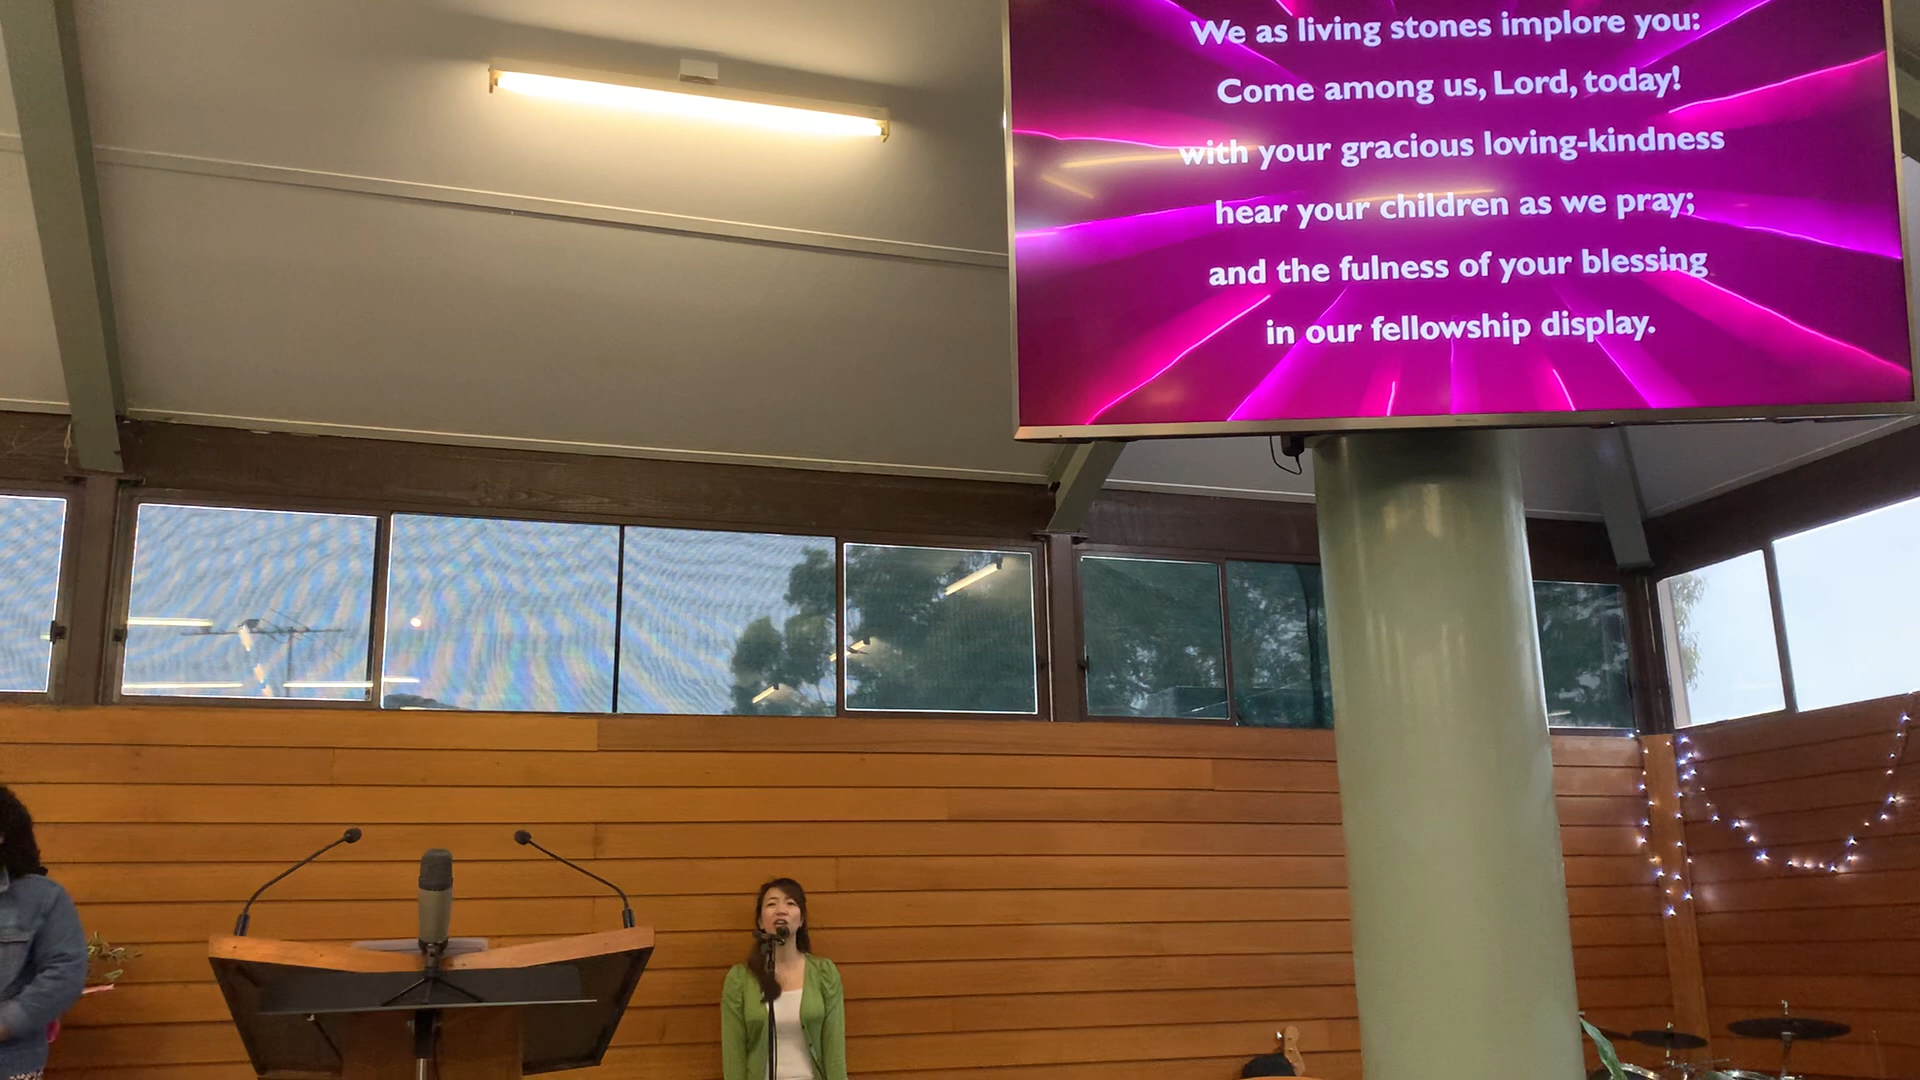 We as living stones implore you:
Come among us, Lord, today!
with your gracious loving-kindness
hear your children as we pray;
and the fulness of your blessing
in our fellowship display.